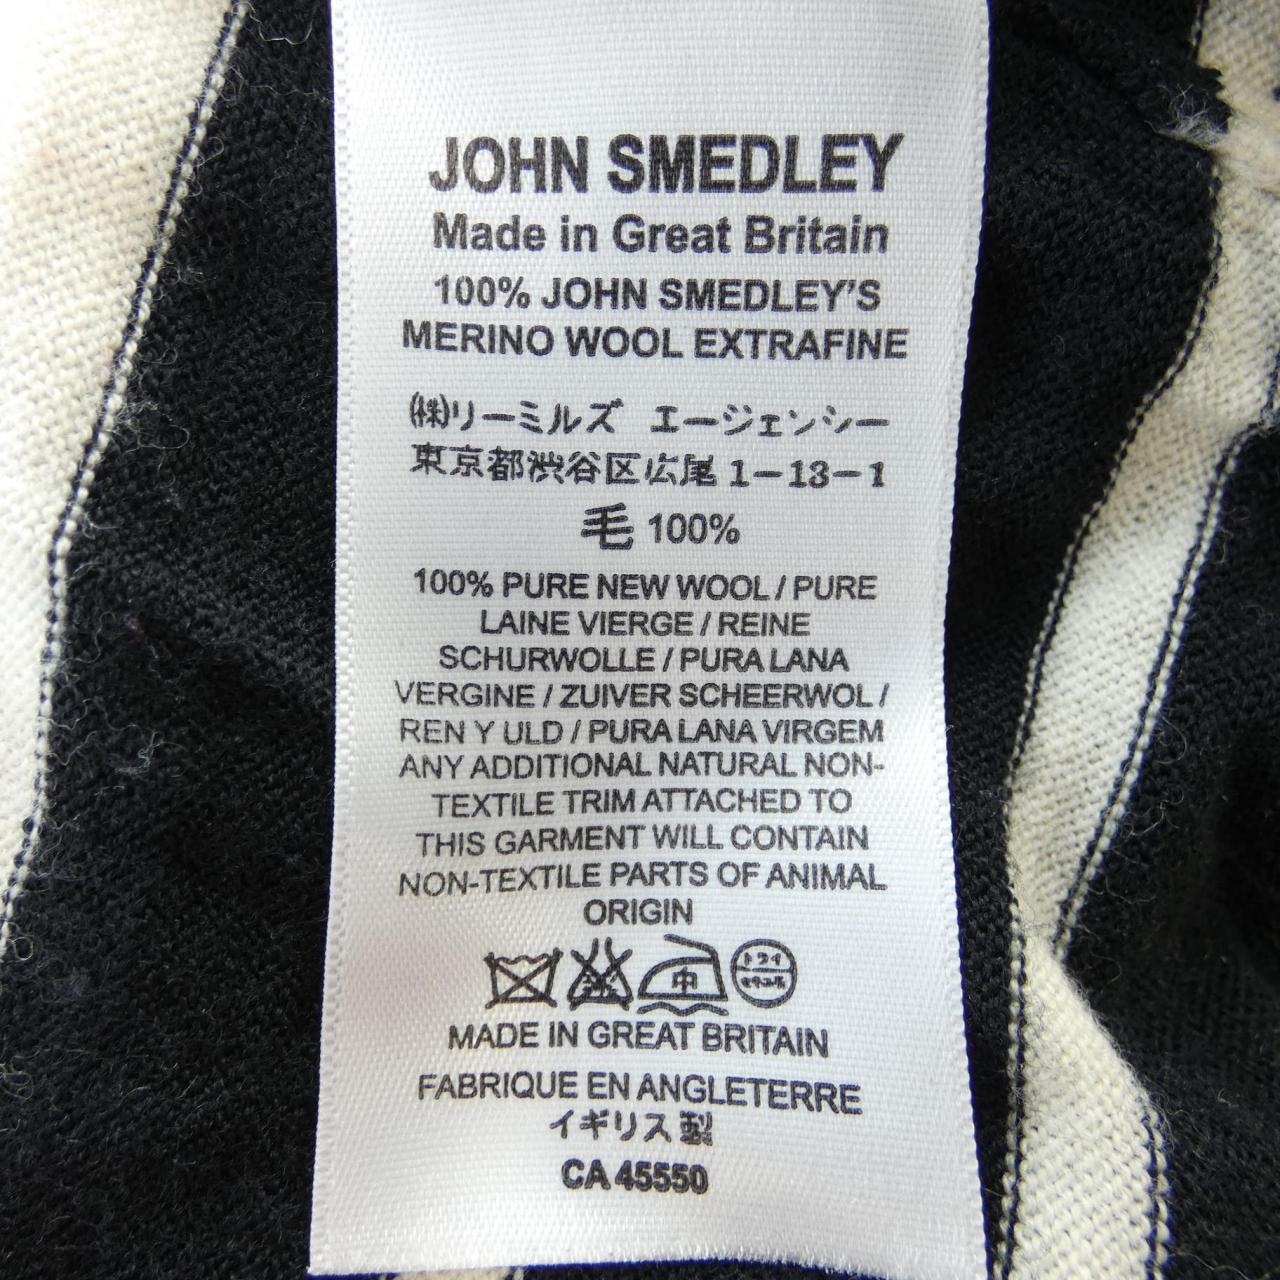 JOHN SMEDLEY
Made in Great Britain
100% JOHN SMEDLEY'S
MERINO WOOL EXTRAFINE
㈱リーミルズ エージェンシー
東京都渋谷区広尾1-13-1
毛 100%
100% PURE NEW WOOL / PURE
LAINE VIERGE / REINE
SCHURWOLLE / PURA LANA
VERGINE / ZUIVER SCHEERWOL /
REN Y ULD / PURA LANA VIRGEM
ANY ADDITIONAL NATURAL NON-
TEXTILE TRIM ATTACHED TO
THIS GARMENT WILL CONTAIN
NON-TEXTILE PARTS OF ANIMAL
ORIGIN
中 ドライ
MADE IN GREAT BRITAIN
FABRIQUE EN ANGLETERRE
イギリス製
CA 45550